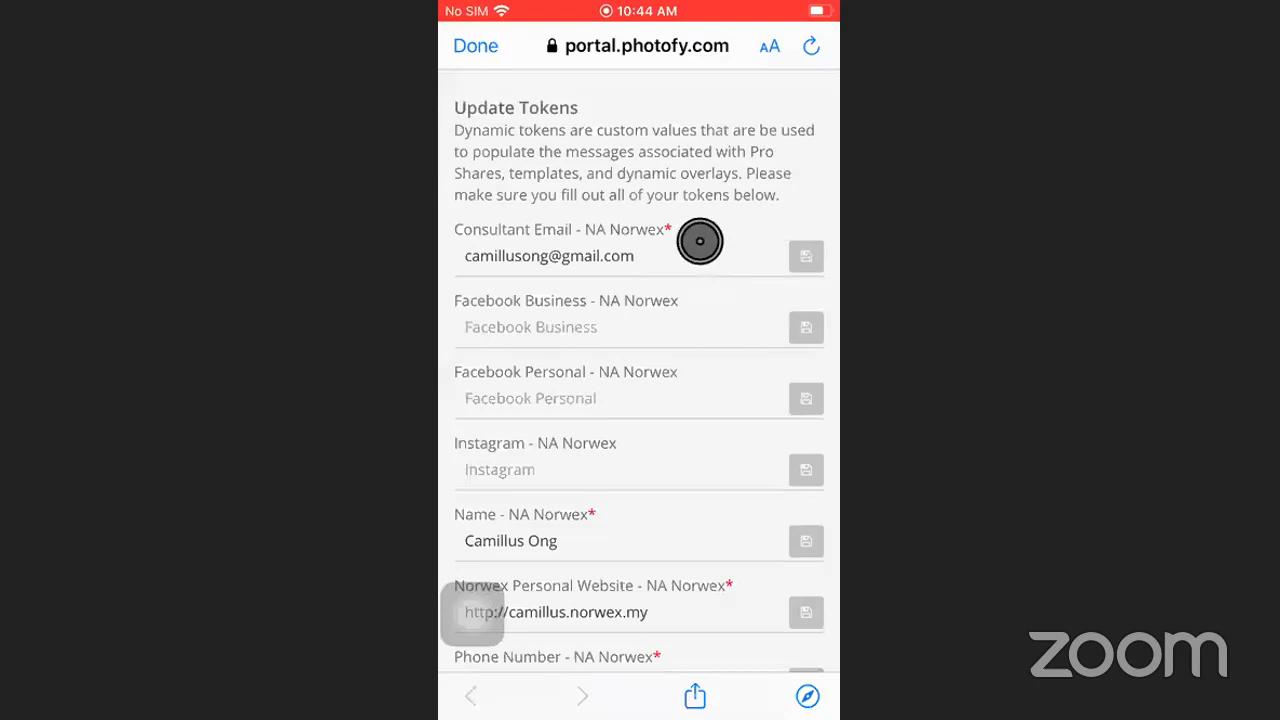 No SIM 10:44 AM
Done portal.photofy.com AA
Update Tokens
Dynamic tokens are custom values that are be used
to populate the messages associated with Pro
Shares, templates, and dynamic overlays. Please
make sure you fill out all of your tokens below.
Consultant Email - NA Norwex*
camillusong@gmail.com
Facebook Business - NA Norwex
Facebook Business
Facebook Personal - NA Norwex
Facebook Personal
Instagram - NA Norwex
Instagram
Name - NA Norwex*
Camillus Ong
Norwex Personal Website - NA Norwex*
http://camillus.norwex.my
Phone Number - NA Norwex*
zoom